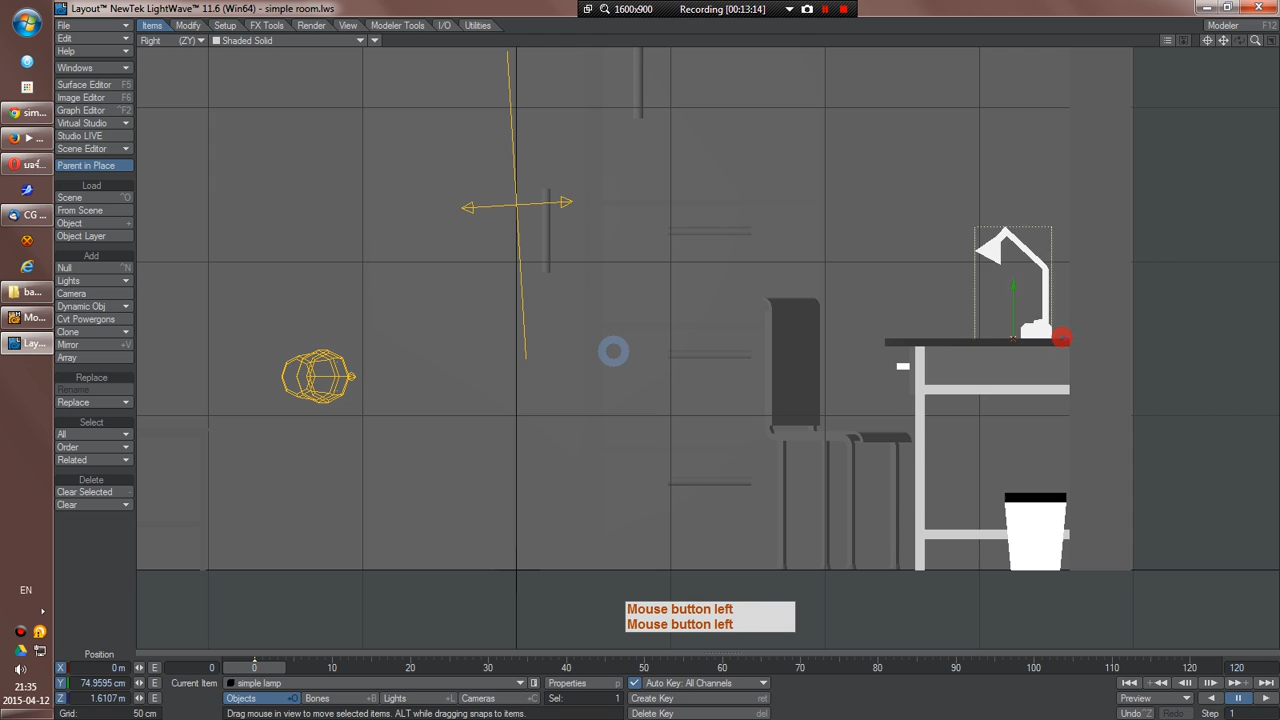 Layout™ NewTek LightWave™ 11.6 (Win64) - simple room.lws
1600x900 Recording [00:13:14]
File
Items Modify Setup FX Tools Render View Modeler Tools I/O Utilities
Modeler F12
Edit
Right (ZY) Shaded Solid
Help
Windows
Surface Editor F5
Image Editor F6
Graph Editor ^F2
Virtual Studio
Studio LIVE
Scene Editor
Parent in Place
Load
Scene ^O
From Scene
Object +
Object Layer
Add
Null ^N
Lights
Camera
Dynamic Obj
Cvt Powergons
Clone
Mirror +V
Array
Replace
Rename
Replace
Select
All
Order
Related
Delete
Clear Selected -
Clear
sim...
CG ...
ba...
Mo...
Lay...
EN
21:35
2015-04-12
Mouse button left
Mouse button left
Position
X 0 m E 0 0 10 20 30 40 50 60 70 80 90 100 110 120 120
Y 74.9595 cm E Current Item simple lamp Properties p Auto Key: All Channels
Z 1.6107 m E Objects +O Bones +B Lights +L Cameras +C Sel: 1 Create Key ret Preview
Grid: 50 cm Drag mouse in view to move selected items. ALT while dragging snaps to items. Delete Key del Undo ^Z Redo Z Step 1